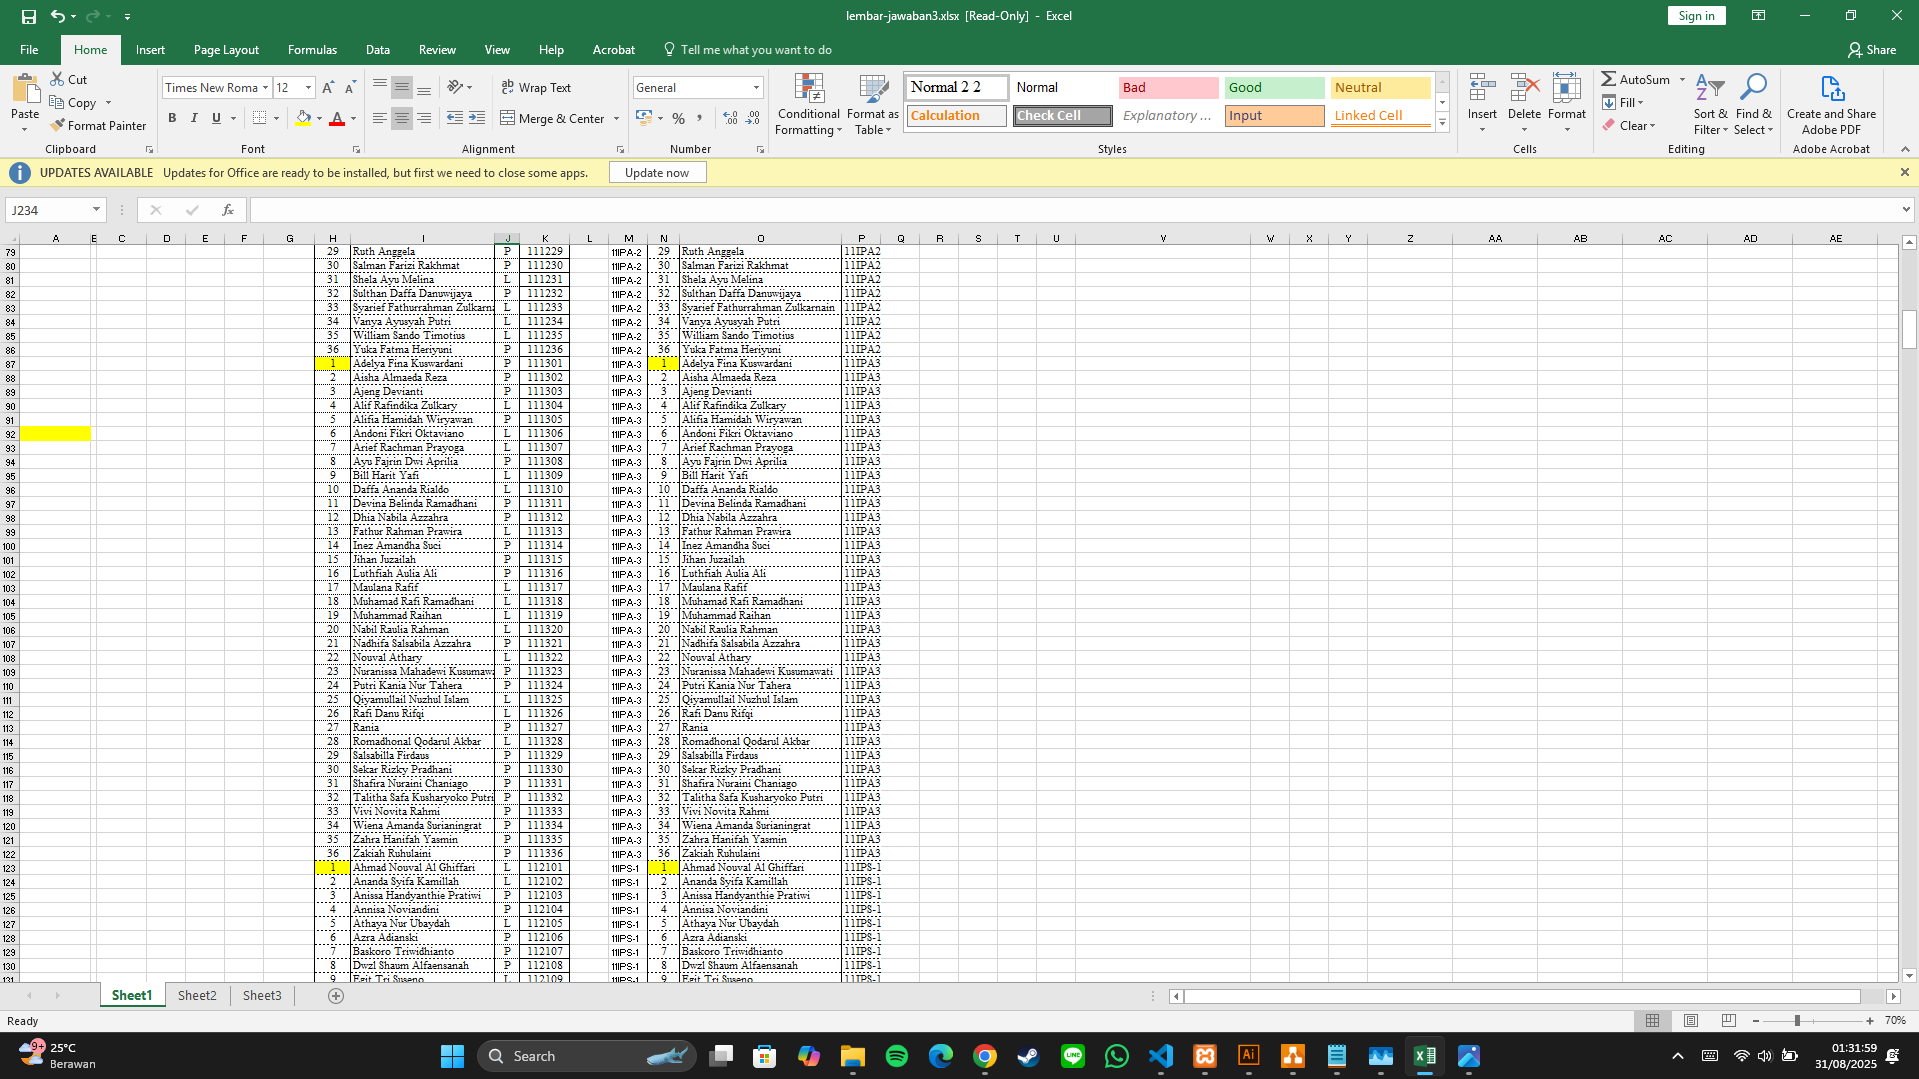 lembar-jawaban3.xlsx [Read-Only] - Excel
Sign in
File Home Insert Page Layout Formulas Data Review View Help Acrobat Tell me what you want to do Share
Paste Cut Copy Format Painter Clipboard
Times New Roma 12 B I U A Font
Wrap Text Merge & Center Alignment
General % , Number
Conditional Formatting Format as Table
Normal 2 2 Normal Bad Good Neutral
Calculation Check Cell Explanatory ... Input Linked Cell
Styles
Insert Delete Format Cells
AutoSum Fill Clear Sort & Filter Find & Select Editing
Create and Share Adobe PDF Adobe Acrobat
UPDATES AVAILABLE Updates for Office are ready to be installed, but first we need to close some apps. Update now
J234 fx
A E C D E F G H I J K L M N O P Q R S T U V W X Y Z AA AB AC AD AE
79 29 Ruth Anggela P 111229 11IPA-2 29 Ruth Anggela 11IPA2
80 30 Salman Farizi Rakhmat P 111230 11IPA-2 30 Salman Farizi Rakhmat 11IPA2
81 31 Shela Ayu Melina L 111231 11IPA-2 31 Shela Ayu Melina 11IPA2
82 32 Sulthan Daffa Danuwijaya P 111232 11IPA-2 32 Sulthan Daffa Danuwijaya 11IPA2
83 33 Syarief Fathurrahman Zulkarna L 111233 11IPA-2 33 Syarief Fathurrahman Zulkarnain 11IPA2
84 34 Vanya Ayusyah Putri L 111234 11IPA-2 34 Vanya Ayusyah Putri 11IPA2
85 35 William Sando Timotius L 111235 11IPA-2 35 William Sando Timotius 11IPA2
86 36 Yuka Fatma Heriyuni P 111236 11IPA-2 36 Yuka Fatma Heriyuni 11IPA2
87 1 Adelya Fina Kuswardani P 111301 11IPA-3 1 Adelya Fina Kuswardani 11IPA3
88 2 Aisha Almaeda Reza P 111302 11IPA-3 2 Aisha Almaeda Reza 11IPA3
89 3 Ajeng Devianti P 111303 11IPA-3 3 Ajeng Devianti 11IPA3
90 4 Alif Rafindika Zulkary L 111304 11IPA-3 4 Alif Rafindika Zulkary 11IPA3
91 5 Alifia Hamidah Wiryawan P 111305 11IPA-3 5 Alifia Hamidah Wiryawan 11IPA3
92 6 Andoni Fikri Oktaviano L 111306 11IPA-3 6 Andoni Fikri Oktaviano 11IPA3
93 7 Arief Rachman Prayoga L 111307 11IPA-3 7 Arief Rachman Prayoga 11IPA3
94 8 Ayu Fajrin Dwi Aprilia P 111308 11IPA-3 8 Ayu Fajrin Dwi Aprilia 11IPA3
95 9 Bill Harit Yafi L 111309 11IPA-3 9 Bill Harit Yafi 11IPA3
96 10 Daffa Ananda Rialdo L 111310 11IPA-3 10 Daffa Ananda Rialdo 11IPA3
97 11 Devina Belinda Ramadhani P 111311 11IPA-3 11 Devina Belinda Ramadhani 11IPA3
98 12 Dhia Nabila Azzahra P 111312 11IPA-3 12 Dhia Nabila Azzahra 11IPA3
99 13 Fathur Rahman Prawira L 111313 11IPA-3 13 Fathur Rahman Prawira 11IPA3
100 14 Inez Amandha Suci P 111314 11IPA-3 14 Inez Amandha Suci 11IPA3
101 15 Jihan Juzailah P 111315 11IPA-3 15 Jihan Juzailah 11IPA3
102 16 Luthfiah Aulia Ali P 111316 11IPA-3 16 Luthfiah Aulia Ali 11IPA3
103 17 Maulana Rafif L 111317 11IPA-3 17 Maulana Rafif 11IPA3
104 18 Muhamad Rafi Ramadhani L 111318 11IPA-3 18 Muhamad Rafi Ramadhani 11IPA3
105 19 Muhammad Raihan L 111319 11IPA-3 19 Muhammad Raihan 11IPA3
106 20 Nabil Raulia Rahman L 111320 11IPA-3 20 Nabil Raulia Rahman 11IPA3
107 21 Nadhifa Salsabila Azzahra P 111321 11IPA-3 21 Nadhifa Salsabila Azzahra 11IPA3
108 22 Nouval Athary L 111322 11IPA-3 22 Nouval Athary 11IPA3
109 23 Nuranissa Mahadewi Kusumawa P 111323 11IPA-3 23 Nuranissa Mahadewi Kusumawati 11IPA3
110 24 Putri Kania Nur Tahera P 111324 11IPA-3 24 Putri Kania Nur Tahera 11IPA3
111 25 Qiyamullail Nuzhul Islam L 111325 11IPA-3 25 Qiyamullail Nuzhul Islam 11IPA3
112 26 Rafi Danu Rifqi L 111326 11IPA-3 26 Rafi Danu Rifqi 11IPA3
113 27 Rania P 111327 11IPA-3 27 Rania 11IPA3
114 28 Romadhonal Qodarul Akbar L 111328 11IPA-3 28 Romadhonal Qodarul Akbar 11IPA3
115 29 Salsabilla Firdaus P 111329 11IPA-3 29 Salsabilla Firdaus 11IPA3
116 30 Sekar Rizky Pradhani P 111330 11IPA-3 30 Sekar Rizky Pradhani 11IPA3
117 31 Shafira Nuraini Chaniago P 111331 11IPA-3 31 Shafira Nuraini Chaniago 11IPA3
118 32 Talitha Safa Kusharyoko Putri P 111332 11IPA-3 32 Talitha Safa Kusharyoko Putri 11IPA3
119 33 Vivi Novita Rahmi P 111333 11IPA-3 33 Vivi Novita Rahmi 11IPA3
120 34 Wiena Amanda Surianingrat P 111334 11IPA-3 34 Wiena Amanda Surianingrat 11IPA3
121 35 Zahra Hanifah Yasmin P 111335 11IPA-3 35 Zahra Hanifah Yasmin 11IPA3
122 36 Zakiah Ruhulaini P 111336 11IPA-3 36 Zakiah Ruhulaini 11IPA3
123 1 Ahmad Nouval Al Ghiffari L 112101 11IPS-1 1 Ahmad Nouval Al Ghiffari 11IPS-1
124 2 Ananda Syifa Kamillah L 112102 11IPS-1 2 Ananda Syifa Kamillah 11IPS-1
125 3 Anissa Handyanthie Pratiwi P 112103 11IPS-1 3 Anissa Handyanthie Pratiwi 11IPS-1
126 4 Annisa Noviandini P 112104 11IPS-1 4 Annisa Noviandini 11IPS-1
127 5 Athaya Nur Ubaydah L 112105 11IPS-1 5 Athaya Nur Ubaydah 11IPS-1
128 6 Azra Adianski P 112106 11IPS-1 6 Azra Adianski 11IPS-1
129 7 Baskoro Triwidhianto P 112107 11IPS-1 7 Baskoro Triwidhianto 11IPS-1
130 8 Dwzl Shaum Alfaensanah P 112108 11IPS-1 8 Dwzl Shaum Alfaensanah 11IPS-1
131 9 Egit Tri Suseno L 112109 11IPS-1 9 Egit Tri Suseno 11IPS-1
Sheet1 Sheet2 Sheet3
Ready 70%
9+ 25°C Berawan
Search
01:31:59
31/08/2025